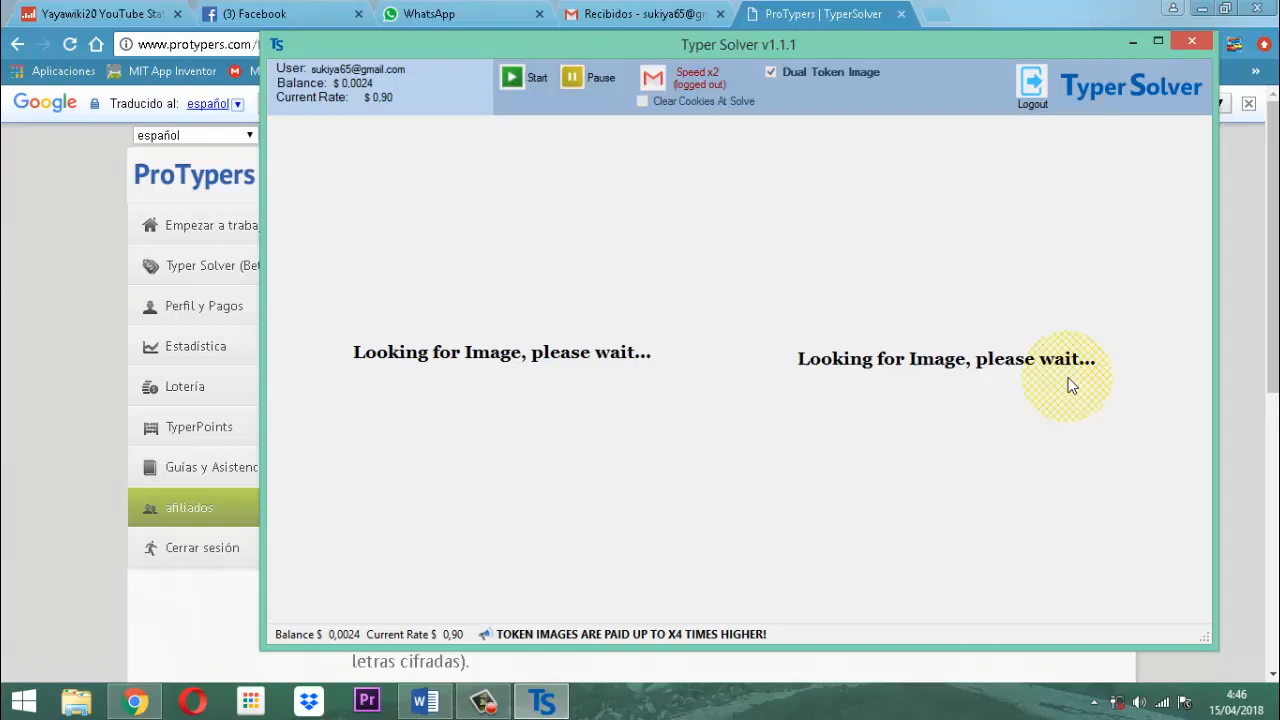 Yayawiki20 YouTube Stat
(3) Facebook
WhatsApp
Recibidos - sukiya65@gm
ProTypers | TyperSolver
www.protypers.com/
Typer Solver v1.1.1
Aplicaciones
MIT App Inventor
M
»
User: sukiya65@gmail.com
Balance: $ 0,0024
Current Rate: $ 0,90
Start
Pause
Speed x2
(logged out)
Clear Cookies At Solve
Dual Token Image
Logout
Typer Solver
Google
Traducido al: español
español
ProTypers
Empezar a traba
Typer Solver (Bet
Perfil y Pagos
Estadística
Lotería
TyperPoints
Guías y Asistenc
afiliados
Cerrar sesión
Looking for Image, please wait...
Looking for Image, please wait...
Balance $ 0,0024 Current Rate $ 0,90 TOKEN IMAGES ARE PAID UP TO X4 TIMES HIGHER!
letras cifradas).
Pr
TS
4:46
15/04/2018